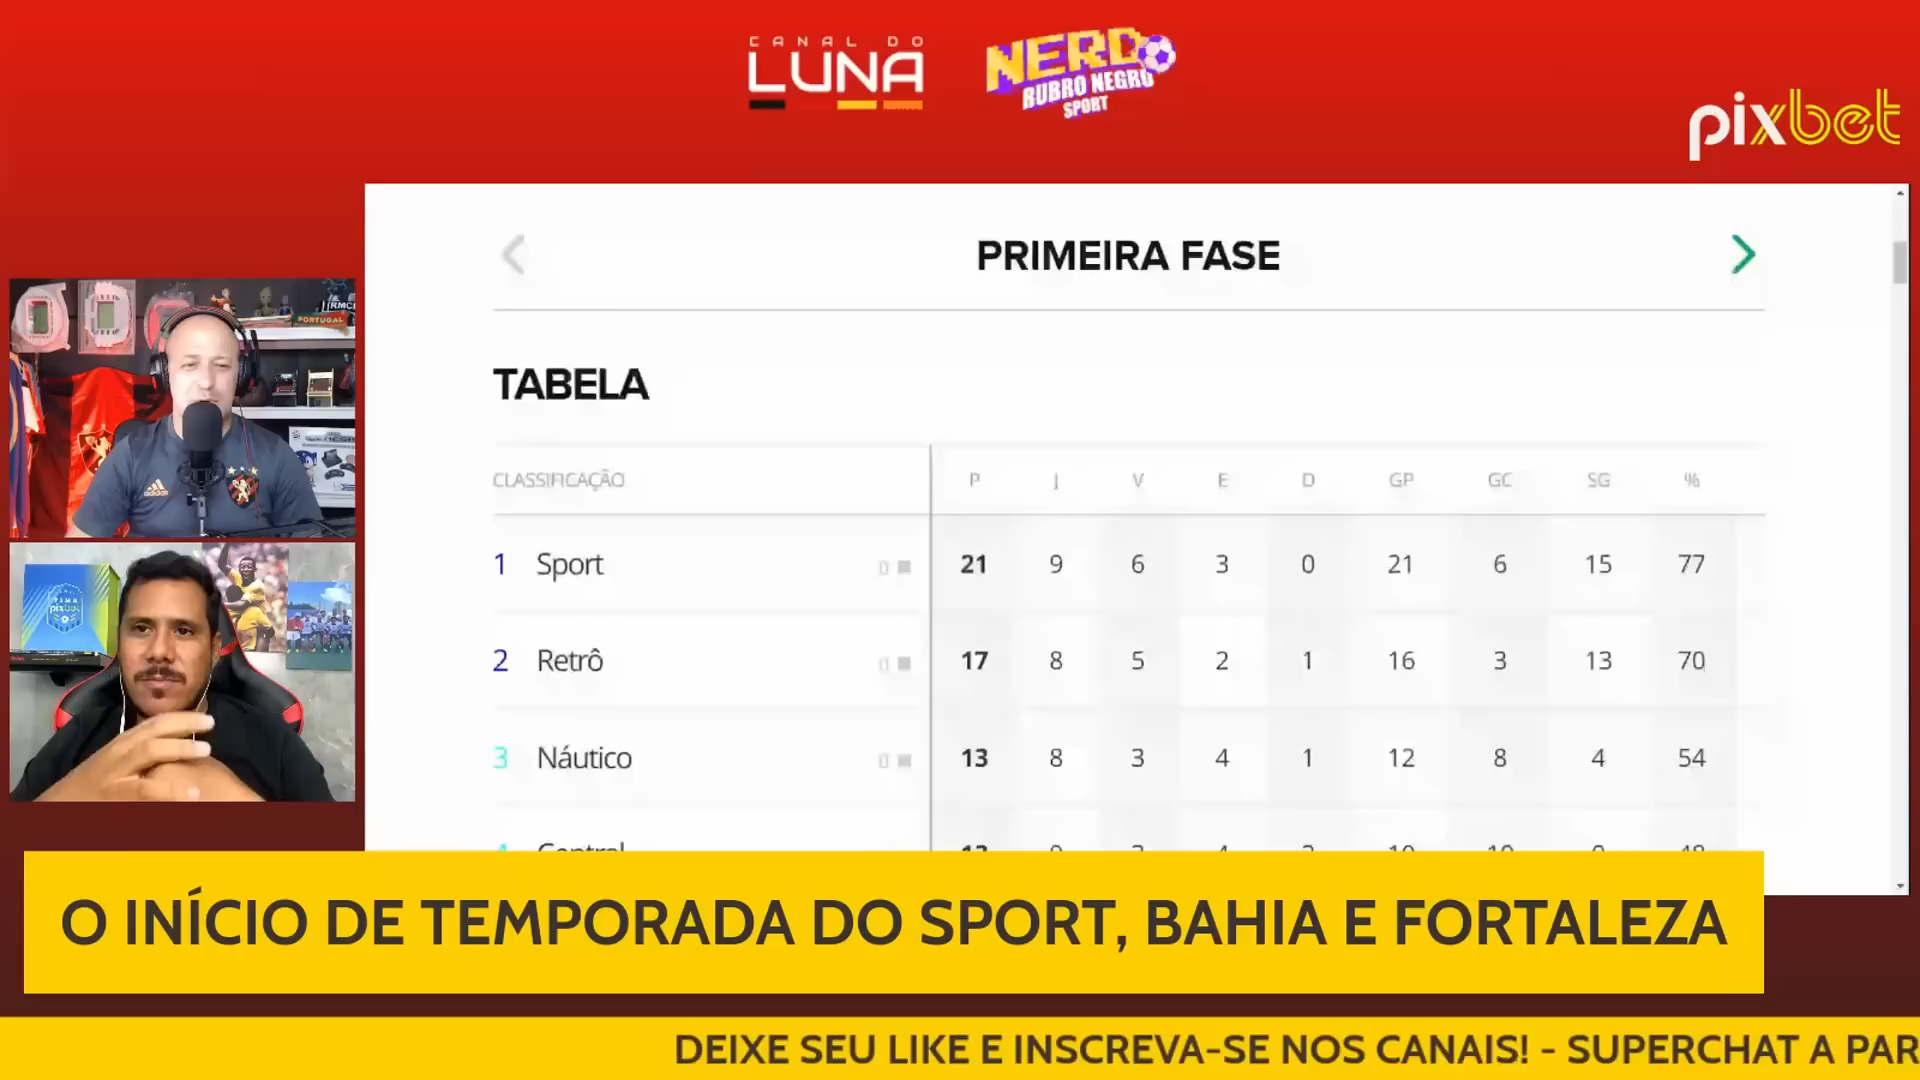 CANAL DO
LUNA
NERD
RUBRO NEGRO
SPORT
pixbet
PRIMEIRA FASE
TABELA
CLASSIFICAÇÃO P J V E D GP GC SG %
1 Sport 21 9 6 3 0 21 6 15 77
2 Retrô 17 8 5 2 1 16 3 13 70
3 Náutico 13 8 3 4 1 12 8 4 54
PORTUGAL
adidas
pixbet
O INÍCIO DE TEMPORADA DO SPORT, BAHIA E FORTALEZA
DEIXE SEU LIKE E INSCREVA-SE NOS CANAIS! - SUPERCHAT A PAR